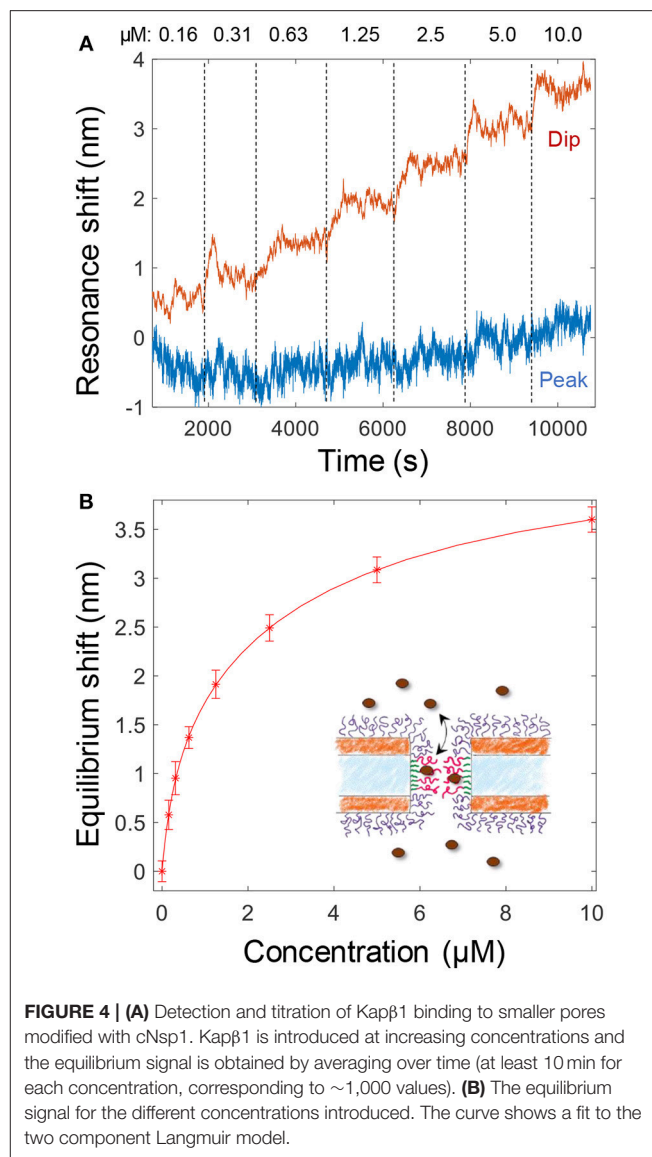 µM: 0.16 0.31 0.63 1.25 2.5 5.0 10.0
A
4
3
2
1
0
-1
Resonance shift (nm)
Dip
Peak
2000 4000 6000 8000 10000
Time (s)
B
3.5
3
2.5
2
1.5
1
0.5
0
Equilibrium shift (nm)
0 2 4 6 8 10
Concentration (µM)
FIGURE 4 | (A) Detection and titration of Kapβ1 binding to smaller pores
modified with cNsp1. Kapβ1 is introduced at increasing concentrations and
the equilibrium signal is obtained by averaging over time (at least 10 min for
each concentration, corresponding to ~1,000 values). (B) The equilibrium
signal for the different concentrations introduced. The curve shows a fit to the
two component Langmuir model.